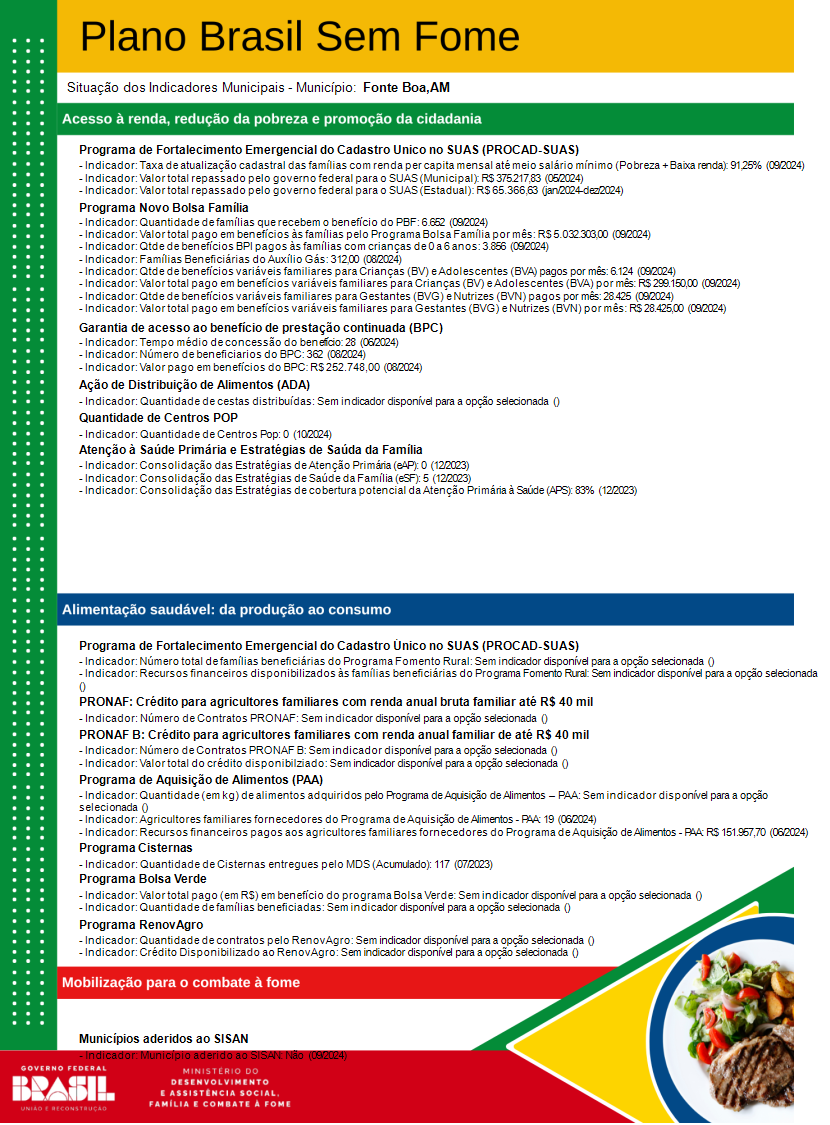 Plano Brasil Sem Fome
Situação dos Indicadores Municipais - Município: Fonte Boa,AM
Acesso à renda, redução da pobreza e promoção da cidadania
Programa de Fortalecimento Emergencial do Cadastro Único no SUAS (PROCAD-SUAS)
- Indicador: Taxa de atualização cadastral das famílias com renda per capita mensal até meio salário mínimo (Pobreza + Baixa renda): 91,25% (09/2024)
- Indicador: Valor total repassado pelo governo federal para o SUAS (Municipal): R$ 375.217,83 (05/2024)
- Indicador: Valor total repassado pelo governo federal para o SUAS (Estadual): R$ 65.366,63 (jan/2024-dez/2024)
Programa Novo Bolsa Família
- Indicador: Quantidade de famílias que recebem o benefício do PBF: 6.652 (09/2024)
- Indicador: Valor total pago em benefícios às famílias pelo Programa Bolsa Família por mês: R$ 5.032.303,00 (09/2024)
- Indicador: Qtde de benefícios BPI pagos às famílias com crianças de 0 a 6 anos: 3.856 (09/2024)
- Indicador: Famílias Beneficiárias do Auxílio Gás: 312,00 (08/2024)
- Indicador: Qtde de benefícios variáveis familiares para Crianças (BV) e Adolescentes (BVA) pagos por mês: 6.124 (09/2024)
- Indicador: Valor total pago em benefícios variáveis familiares para Crianças (BV) e Adolescentes (BVA) por mês: R$ 299.150,00 (09/2024)
- Indicador: Qtde de benefícios variáveis familiares para Gestantes (BVG) e Nutrizes (BVN) pagos por mês: 28.425 (09/2024)
- Indicador: Valor total pago em benefícios variáveis familiares para Gestantes (BVG) e Nutrizes (BVN) por mês: R$ 28.425,00 (09/2024)
Garantia de acesso ao benefício de prestação continuada (BPC)
- Indicador: Tempo médio de concessão do benefício: 28 (06/2024)
- Indicador: Número de beneficiarios do BPC: 362 (08/2024)
- Indicador: Valor pago em benefícios do BPC: R$ 252.748,00 (08/2024)
Ação de Distribuição de Alimentos (ADA)
- Indicador: Quantidade de cestas distribuídas: Sem indicador disponível para a opção selecionada ()
Quantidade de Centros POP
- Indicador: Quantidade de Centros Pop: 0 (10/2024)
Atenção à Saúde Primária e Estratégias de Saúda da Família
- Indicador: Consolidação das Estratégias de Atenção Primária (eAP): 0 (12/2023)
- Indicador: Consolidação das Estratégias de Saúde da Família (eSF): 5 (12/2023)
- Indicador: Consolidação das Estratégias de cobertura potencial da Atenção Primária à Saúde (APS): 83% (12/2023)
Alimentação saudável: da produção ao consumo
Programa de Fortalecimento Emergencial do Cadastro Único no SUAS (PROCAD-SUAS)
- Indicador: Número total de famílias beneficiárias do Programa Fomento Rural: Sem indicador disponível para a opção selecionada ()
- Indicador: Recursos financeiros disponibilizados às famílias beneficiárias do Programa Fomento Rural: Sem indicador disponível para a opção selecionada
()
PRONAF: Crédito para agricultores familiares com renda anual bruta familiar até R$ 40 mil
- Indicador: Número de Contratos PRONAF: Sem indicador disponível para a opção selecionada ()
PRONAF B: Crédito para agricultores familiares com renda anual familiar de até R$ 40 mil
- Indicador: Número de Contratos PRONAF B: Sem indicador disponível para a opção selecionada ()
- Indicador: Valor total do crédito disponibilziado: Sem indicador disponível para a opção selecionada ()
Programa de Aquisição de Alimentos (PAA)
- Indicador: Quantidade (em kg) de alimentos adquiridos pelo Programa de Aquisição de Alimentos – PAA: Sem indicador disponível para a opção
selecionada ()
- Indicador: Agricultores familiares fornecedores do Programa de Aquisição de Alimentos - PAA: 19 (06/2024)
- Indicador: Recursos financeiros pagos aos agricultores familiares fornecedores do Programa de Aquisição de Alimentos - PAA: R$ 151.957,70 (06/2024)
Programa Cisternas
- Indicador: Quantidade de Cisternas entregues pelo MDS (Acumulado): 117 (07/2023)
Programa Bolsa Verde
- Indicador: Valor total pago (em R$) em benefício do programa Bolsa Verde: Sem indicador disponível para a opção selecionada ()
- Indicador: Quantidade de famílias beneficiadas: Sem indicador disponível para a opção selecionada ()
Programa RenovAgro
- Indicador: Quantidade de contratos pelo RenovAgro: Sem indicador disponível para a opção selecionada ()
- Indicador: Crédito Disponibilizado ao RenovAgro: Sem indicador disponível para a opção selecionada ()
Mobilização para o combate à fome
Municípios aderidos ao SISAN
- Indicador: Município aderido ao SISAN: Não (09/2024)
GOVERNO FEDERAL
BRASIL
UNIÃO E RECONSTRUÇÃO
MINISTÉRIO DO
DESENVOLVIMENTO
E ASSISTÊNCIA SOCIAL,
FAMÍLIA E COMBATE À FOME